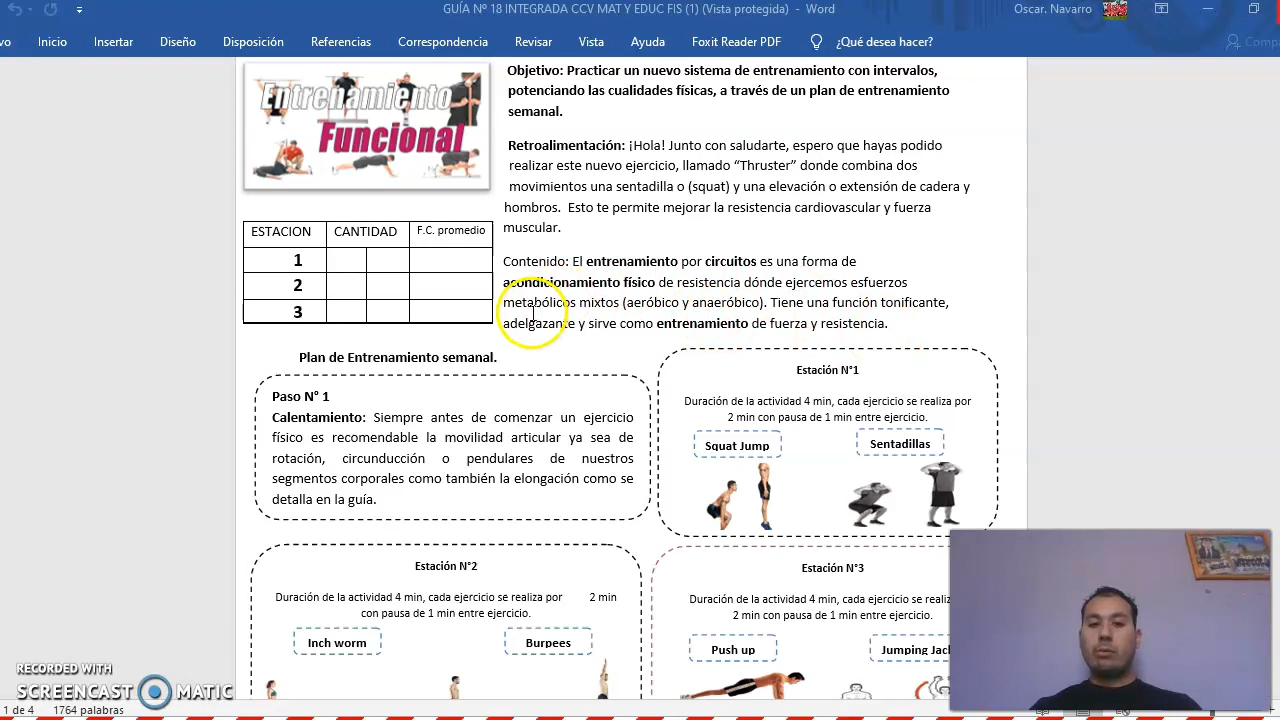 GUÍA Nº 18 INTEGRADA CCV MAT Y EDUC FIS (1) (Vista protegida) - Word
Oscar. Navarro
vo Inicio Insertar Diseño Disposición Referencias Correspondencia Revisar Vista Ayuda Foxit Reader PDF ¿Qué desea hacer? Comp
Entrenamiento
Funcional
Objetivo: Practicar un nuevo sistema de entrenamiento con intervalos,
potenciando las cualidades físicas, a través de un plan de entrenamiento
semanal.
Retroalimentación: ¡Hola! Junto con saludarte, espero que hayas podido
realizar este nuevo ejercicio, llamado “Thruster” donde combina dos
movimientos una sentadilla o (squat) y una elevación o extensión de cadera y
hombros. Esto te permite mejorar la resistencia cardiovascular y fuerza
muscular.
ESTACION CANTIDAD F.C. promedio
1
2
3
Contenido: El entrenamiento por circuitos es una forma de
acondicionamiento físico de resistencia dónde ejercemos esfuerzos
metabólicos mixtos (aeróbico y anaeróbico). Tiene una función tonificante,
adelgazante y sirve como entrenamiento de fuerza y resistencia.
Plan de Entrenamiento semanal.
Paso N° 1
Calentamiento: Siempre antes de comenzar un ejercicio
físico es recomendable la movilidad articular ya sea de
rotación, circunducción o pendulares de nuestros
segmentos corporales como también la elongación como se
detalla en la guía.
Estación N°1
Duración de la actividad 4 min, cada ejercicio se realiza por
2 min con pausa de 1 min entre ejercicio.
Squat Jump Sentadillas
Estación N°2
Duración de la actividad 4 min, cada ejercicio se realiza por 2 min
con pausa de 1 min entre ejercicio.
Inch worm Burpees
Estación N°3
Duración de la actividad 4 min, cada ejercicio se realiza
2 min con pausa de 1 min entre ejercicio.
Push up Jumping Jack
RECORDED WITH
SCREENCAST MATIC
1 de 4 1764 palabras